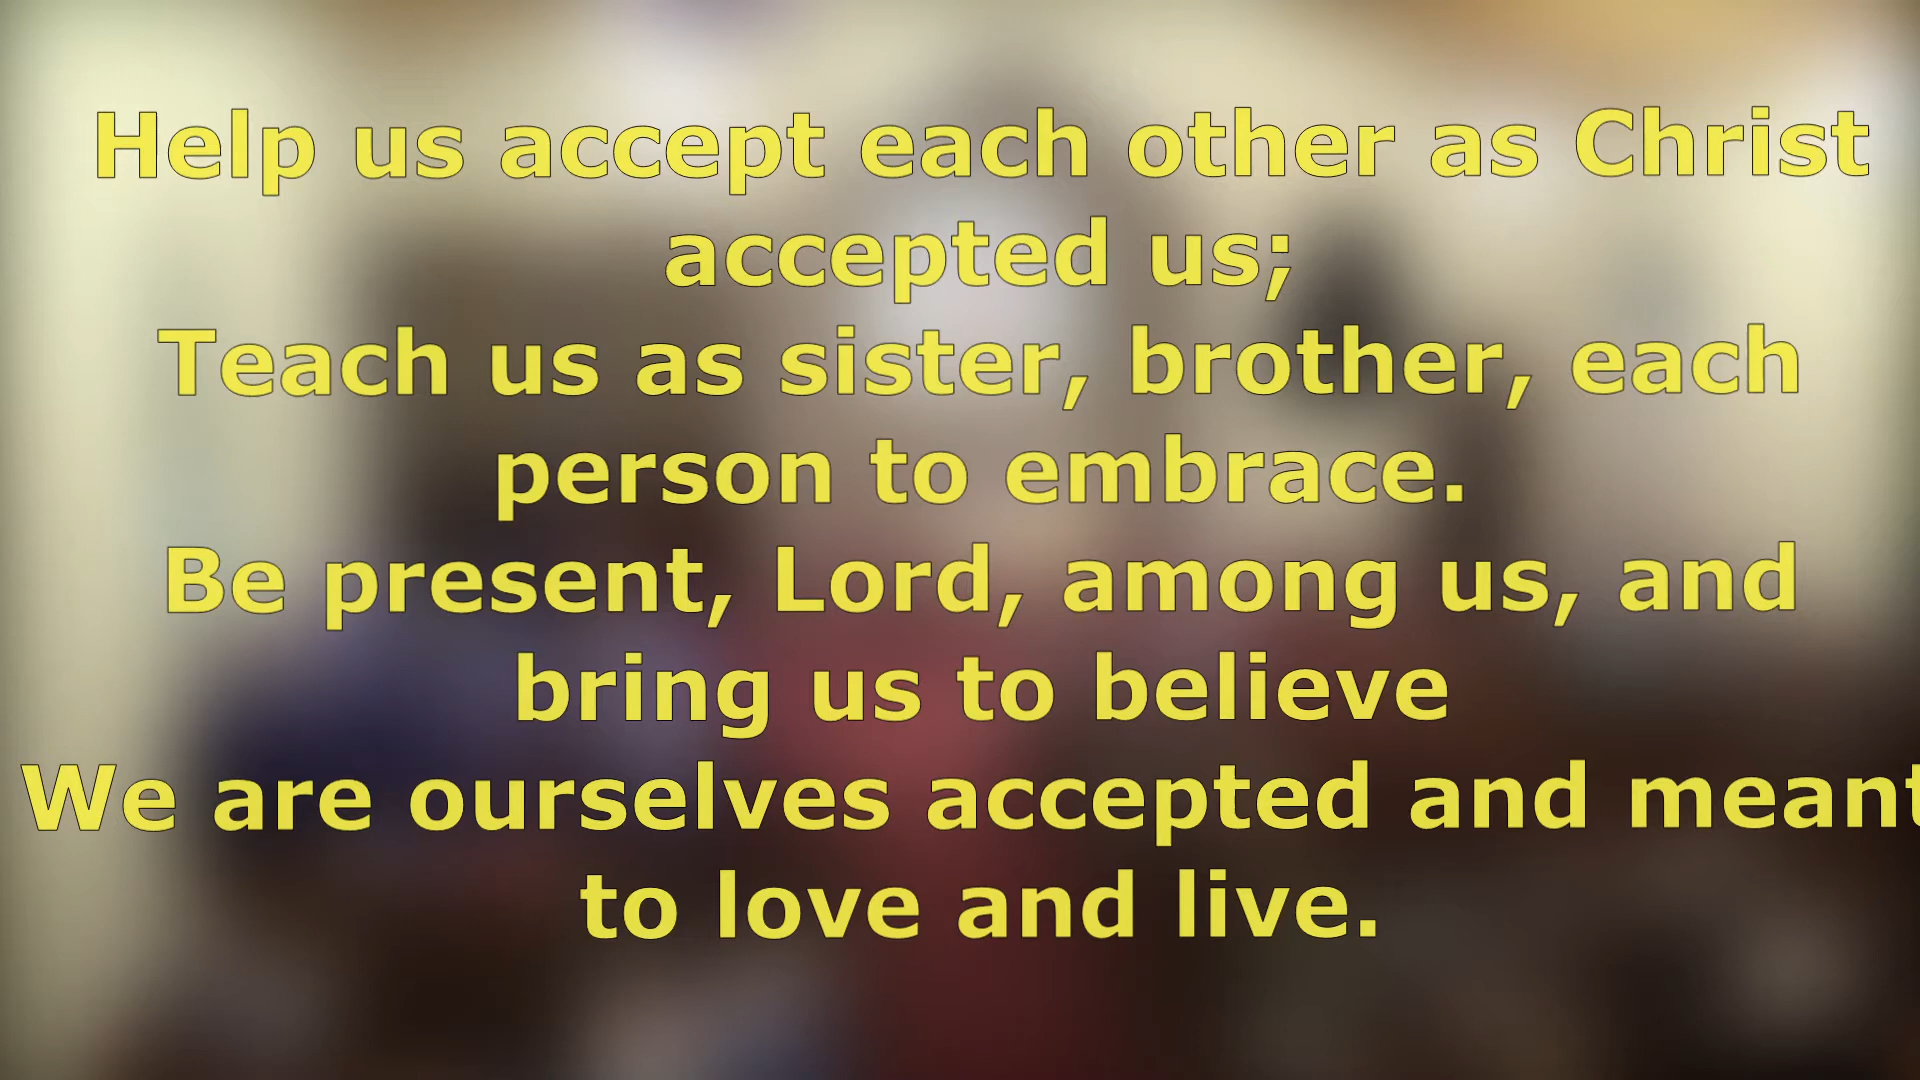 Help us accept each other as Christ
accepted us;
Teach us as sister, brother, each
person to embrace.
Be present, Lord, among us, and
bring us to believe
We are ourselves accepted and meant
to love and live.